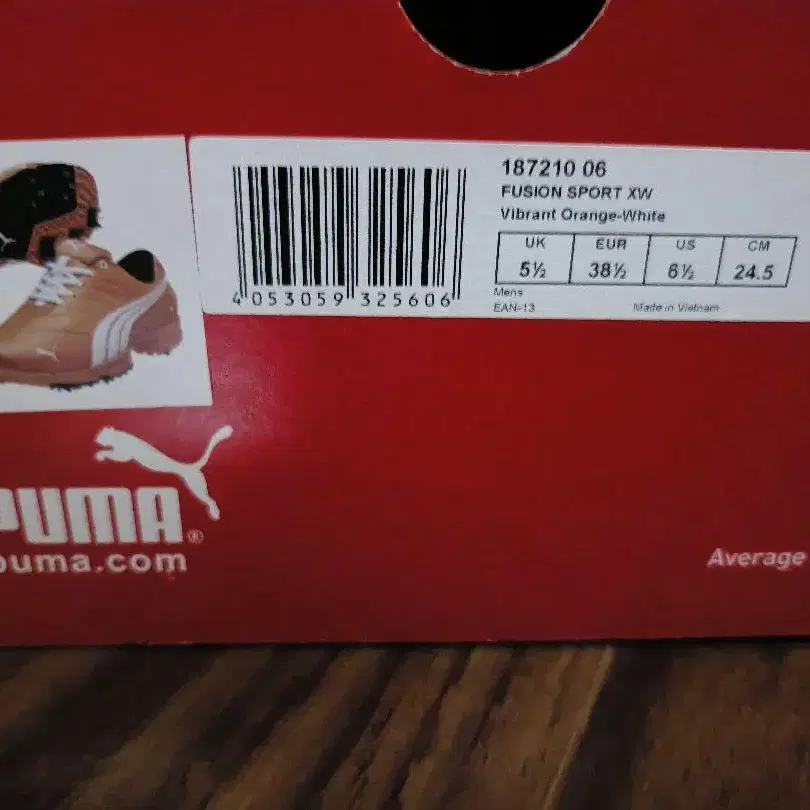 187210 06
FUSION SPORT XW
Vibrant Orange-White
UK EUR US CM
5½ 38½ 6½ 24.5
Mens
EAN-13 Made in Vietnam
4 053059 325606
PUMA®
puma.com
Average